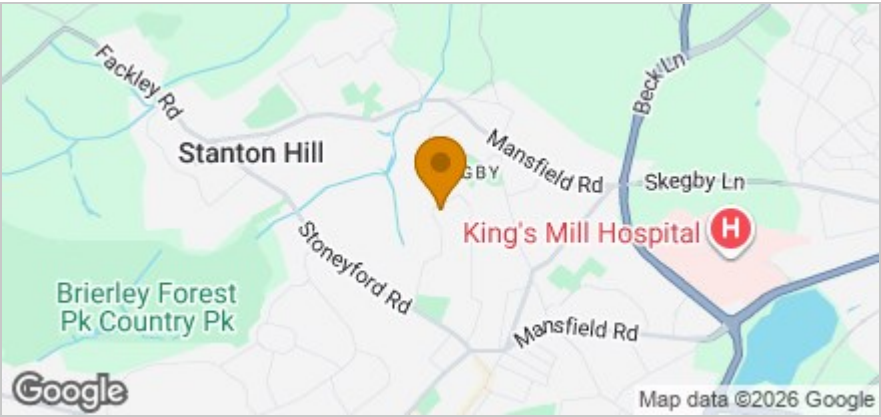 Fackley Rd
Beck Ln
Stanton Hill
Mansfield Rd
GBY
Skegby Ln
King's Mill Hospital
H
Stoneyford Rd
Brierley Forest
Pk Country Pk
Mansfield Rd
Google
Map data ©2026 Google